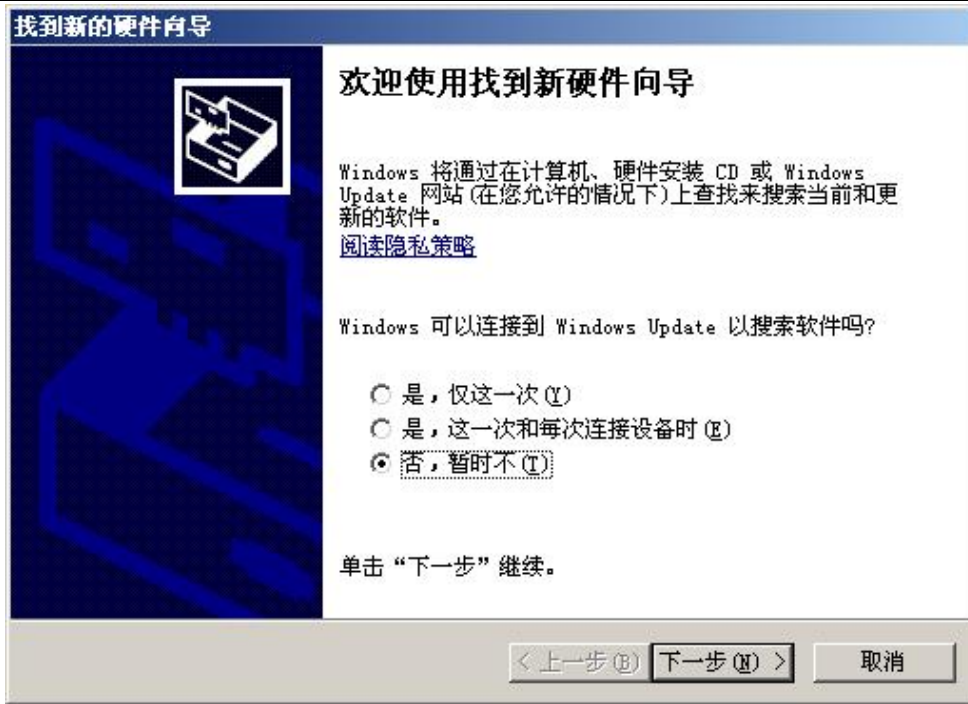 找到新的硬件向导
欢迎使用找到新硬件向导
Windows 将通过在计算机、硬件安装 CD 或 Windows
Update 网站(在您允许的情况下)上查找来搜索当前和更
新的软件。
阅读隐私策略
Windows 可以连接到 Windows Update 以搜索软件吗?
是，仅这一次(Y)
是，这一次和每次连接设备时(E)
否，暂时不(T)
单击“下一步”继续。
< 上一步(B) 下一步(N) > 取消